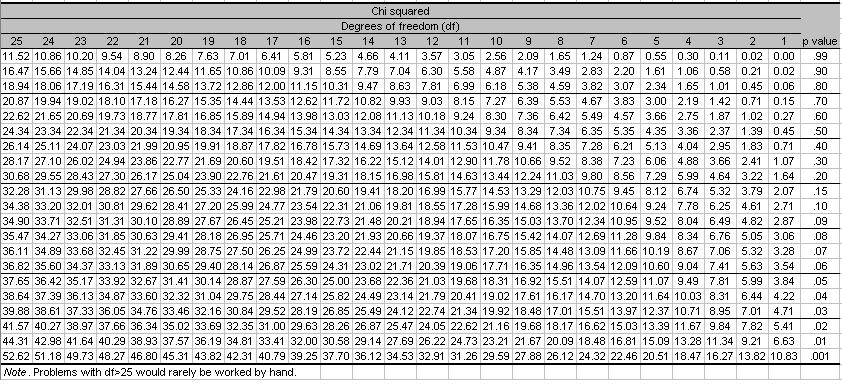 Chi squared
Degrees of freedom (df)
25 24 23 22 21 20 19 18 17 16 15 14 13 12 11 10 9 8 7 6 5 4 3 2 1 p value
11.52 10.86 10.20 9.54 8.90 8.26 7.63 7.01 6.41 5.81 5.23 4.66 4.11 3.57 3.05 2.56 2.09 1.65 1.24 0.87 0.55 0.30 0.11 0.02 0.00 .99
16.47 15.66 14.85 14.04 13.24 12.44 11.65 10.86 10.09 9.31 8.55 7.79 7.04 6.30 5.58 4.87 4.17 3.49 2.83 2.20 1.61 1.06 0.58 0.21 0.02 .90
18.94 18.06 17.19 16.31 15.44 14.58 13.72 12.86 12.00 11.15 10.31 9.47 8.63 7.81 6.99 6.18 5.38 4.59 3.82 3.07 2.34 1.65 1.01 0.45 0.06 .80
20.87 19.94 19.02 18.10 17.18 16.27 15.35 14.44 13.53 12.62 11.72 10.82 9.93 9.03 8.15 7.27 6.39 5.53 4.67 3.83 3.00 2.19 1.42 0.71 0.15 .70
22.62 21.65 20.69 19.73 18.77 17.81 16.85 15.89 14.94 13.98 13.03 12.08 11.13 10.18 9.24 8.30 7.36 6.42 5.49 4.57 3.66 2.75 1.87 1.02 0.27 .60
24.34 23.34 22.34 21.34 20.34 19.34 18.34 17.34 16.34 15.34 14.34 13.34 12.34 11.34 10.34 9.34 8.34 7.34 6.35 5.35 4.35 3.36 2.37 1.39 0.45 .50
26.14 25.11 24.07 23.03 21.99 20.95 19.91 18.87 17.82 16.78 15.73 14.69 13.64 12.58 11.53 10.47 9.41 8.35 7.28 6.21 5.13 4.04 2.95 1.83 0.71 .40
28.17 27.10 26.02 24.94 23.86 22.77 21.69 20.60 19.51 18.42 17.32 16.22 15.12 14.01 12.90 11.78 10.66 9.52 8.38 7.23 6.06 4.88 3.66 2.41 1.07 .30
30.68 29.55 28.43 27.30 26.17 25.04 23.90 22.76 21.61 20.47 19.31 18.15 16.98 15.81 14.63 13.44 12.24 11.03 9.80 8.56 7.29 5.99 4.64 3.22 1.64 .20
32.28 31.13 29.98 28.82 27.66 26.50 25.33 24.16 22.98 21.79 20.60 19.41 18.20 16.99 15.77 14.53 13.29 12.03 10.75 9.45 8.12 6.74 5.32 3.79 2.07 .15
34.38 33.20 32.01 30.81 29.62 28.41 27.20 25.99 24.77 23.54 22.31 21.06 19.81 18.55 17.28 15.99 14.68 13.36 12.02 10.64 9.24 7.78 6.25 4.61 2.71 .10
34.90 33.71 32.51 31.31 30.10 28.89 27.67 26.45 25.21 23.98 22.73 21.48 20.21 18.94 17.65 16.35 15.03 13.70 12.34 10.95 9.52 8.04 6.49 4.82 2.87 .09
35.47 34.27 33.06 31.85 30.63 29.41 28.18 26.95 25.71 24.46 23.20 21.93 20.66 19.37 18.07 16.75 15.42 14.07 12.69 11.28 9.84 8.34 6.76 5.05 3.06 .08
36.11 34.89 33.68 32.45 31.22 29.99 28.75 27.50 26.25 24.99 23.72 22.44 21.15 19.85 18.53 17.20 15.85 14.48 13.09 11.66 10.19 8.67 7.06 5.32 3.28 .07
36.82 35.60 34.37 33.13 31.89 30.65 29.40 28.14 26.87 25.59 24.31 23.02 21.71 20.39 19.06 17.71 16.35 14.96 13.54 12.09 10.60 9.04 7.41 5.63 3.54 .06
37.65 36.42 35.17 33.92 32.67 31.41 30.14 28.87 27.59 26.30 25.00 23.68 22.36 21.03 19.68 18.31 16.92 15.51 14.07 12.59 11.07 9.49 7.81 5.99 3.84 .05
38.64 37.39 36.13 34.87 33.60 32.32 31.04 29.75 28.44 27.14 25.82 24.49 23.14 21.79 20.41 19.02 17.61 16.17 14.70 13.20 11.64 10.03 8.31 6.44 4.22 .04
39.88 38.61 37.33 36.05 34.76 33.46 32.16 30.84 29.52 28.19 26.85 25.49 24.12 22.74 21.34 19.92 18.48 17.01 15.51 13.97 12.37 10.71 8.95 7.01 4.71 .03
41.57 40.27 38.97 37.66 36.34 35.02 33.69 32.35 31.00 29.63 28.26 26.87 25.47 24.05 22.62 21.16 19.68 18.17 16.62 15.03 13.39 11.67 9.84 7.82 5.41 .02
44.31 42.98 41.64 40.29 38.93 37.57 36.19 34.81 33.41 32.00 30.58 29.14 27.69 26.22 24.73 23.21 21.67 20.09 18.48 16.81 15.09 13.28 11.34 9.21 6.63 .01
52.62 51.18 49.73 48.27 46.80 45.31 43.82 42.31 40.79 39.25 37.70 36.12 34.53 32.91 31.26 29.59 27.88 26.12 24.32 22.46 20.51 18.47 16.27 13.82 10.83 .001
Note. Problems with df>25 would rarely be worked by hand.